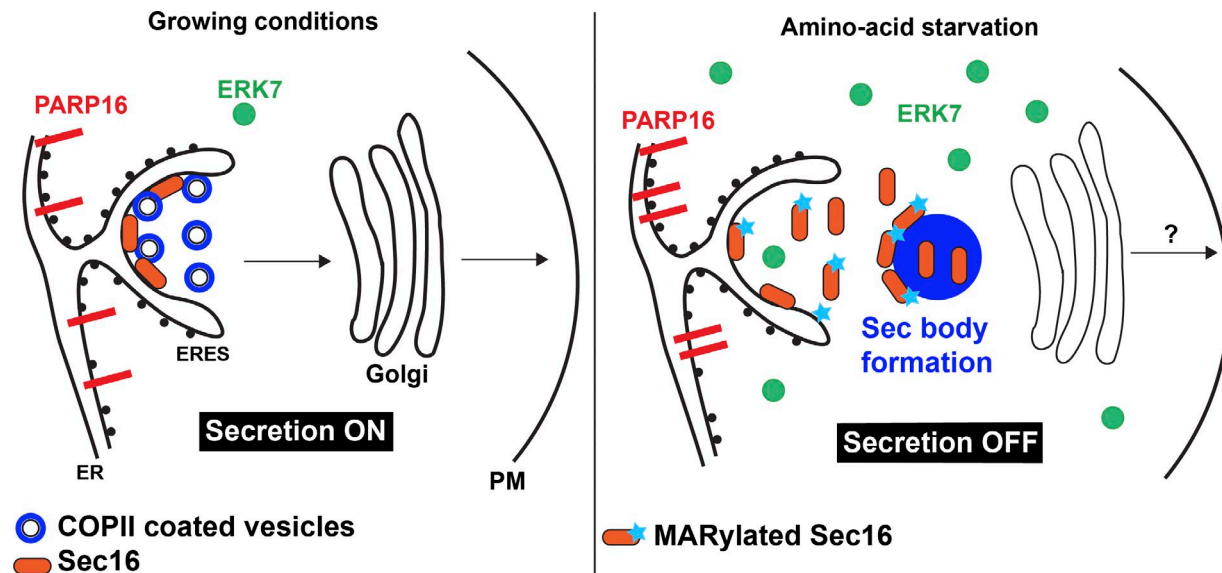 Growing conditions
PARP16
ERK7
ERES
Golgi
Secretion ON
ER
PM
COPII coated vesicles
Sec16
Amino-acid starvation
PARP16
ERK7
?
Sec body
formation
Secretion OFF
MARylated Sec16